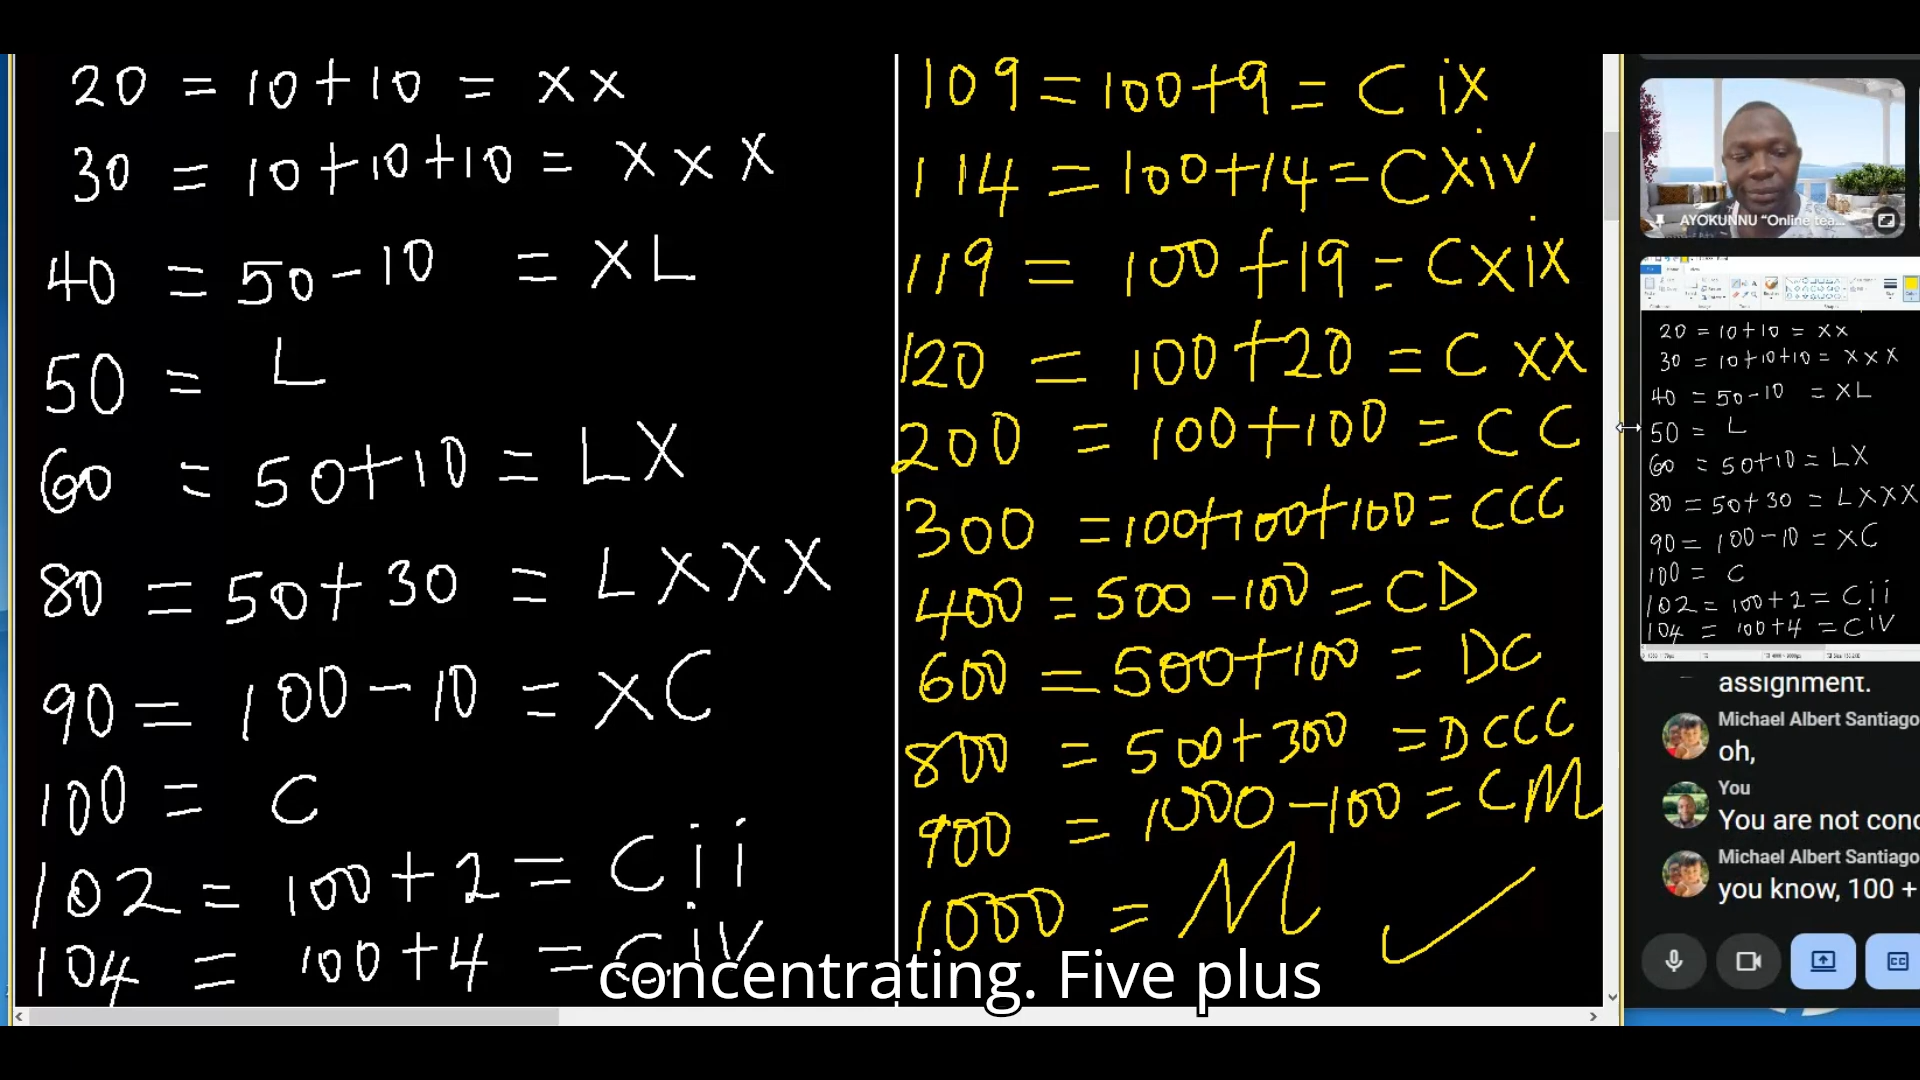 20 = 10+10 = XX
30 = 10+10+10 = XXX
40 = 50-10 = XL
50 = L
60 = 50+10 = LX
80 = 50+30 = LXXX
90 = 100-10 = XC
100 = C
102 = 100+2 = Cii
104 = 100+4 = Civ
109 = 100+9 = Cix
114 = 100+14 = CXiv
119 = 100+19 = CXix
120 = 100+20 = CXX
200 = 100+100 = CC
300 = 100+100+100 = CCC
400 = 500-100 = CD
600 = 500+100 = DC
800 = 500+300 = DCCC
900 = 1000-100 = CM
1000 = M
concentrating. Five plus
AYOKUNNU “Online tea...
20 = 10+10 = XX
30 = 10+10+10 = XXX
40 = 50-10 = XL
50 = L
60 = 50+10 = LX
80 = 50+30 = LXXX
90 = 100-10 = XC
100 = C
102 = 100+2 = Cii
104 = 100+4 = Civ
assignment.
Michael Albert Santiago
oh,
You
You are not conc
Michael Albert Santiago
you know, 100 +
CC